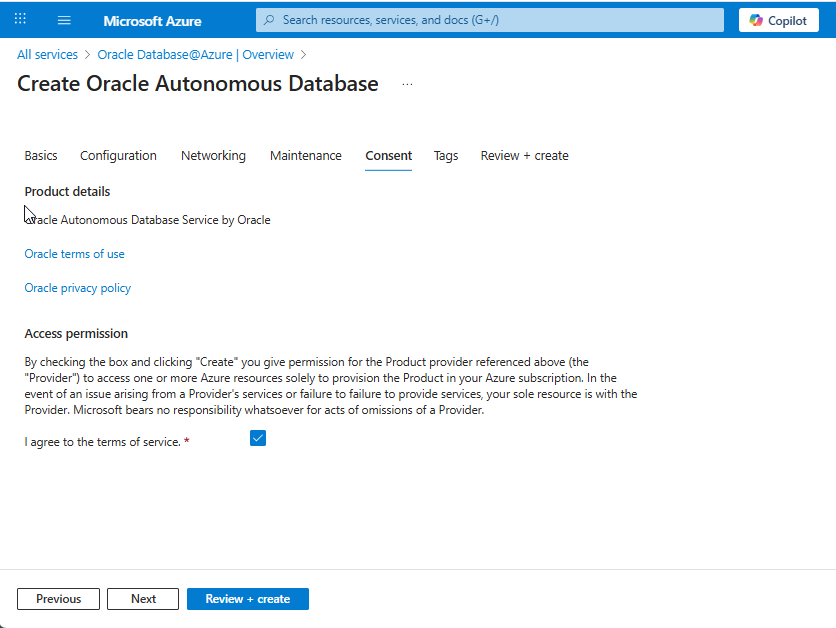 Microsoft Azure
Search resources, services, and docs (G+/)
Copilot
All services > Oracle Database@Azure | Overview >
Create Oracle Autonomous Database ...
Basics Configuration Networking Maintenance Consent Tags Review + create
Product details
Oracle Autonomous Database Service by Oracle
Oracle terms of use
Oracle privacy policy
Access permission
By checking the box and clicking "Create" you give permission for the Product provider referenced above (the
"Provider") to access one or more Azure resources solely to provision the Product in your Azure subscription. In the
event of an issue arising from a Provider's services or failure to failure to provide services, your sole resource is with the
Provider. Microsoft bears no responsibility whatsoever for acts of omissions of a Provider.
I agree to the terms of service. *
Previous Next Review + create